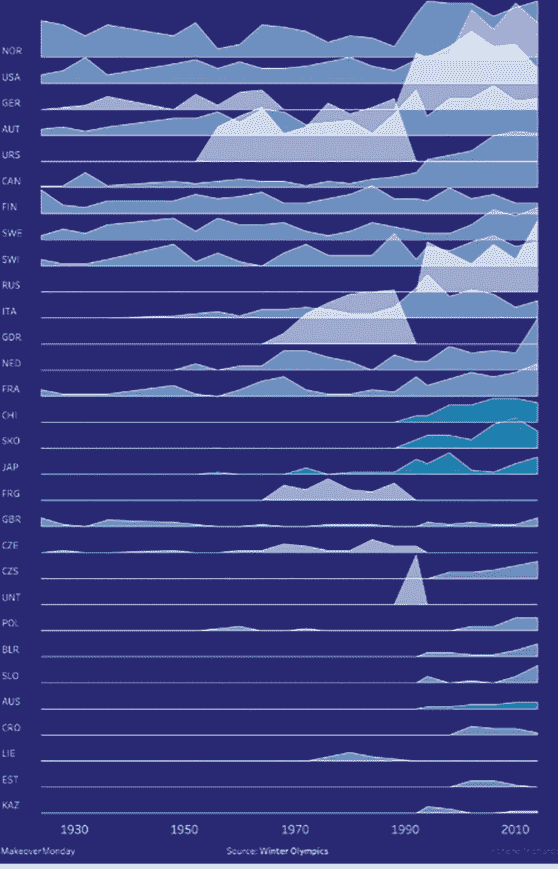 NOR
USA
GER
AUT
URS
CAN
FIN
SWE
SWI
RUS
ITA
GDR
NED
FRA
CHI
SKO
JAP
FRG
GBR
CZE
CZS
UNT
POL
BLR
SLO
AUS
CRO
LIE
EST
KAZ
1930 1950 1970 1990 2010
MakeoverMonday Source: Winter Olympics